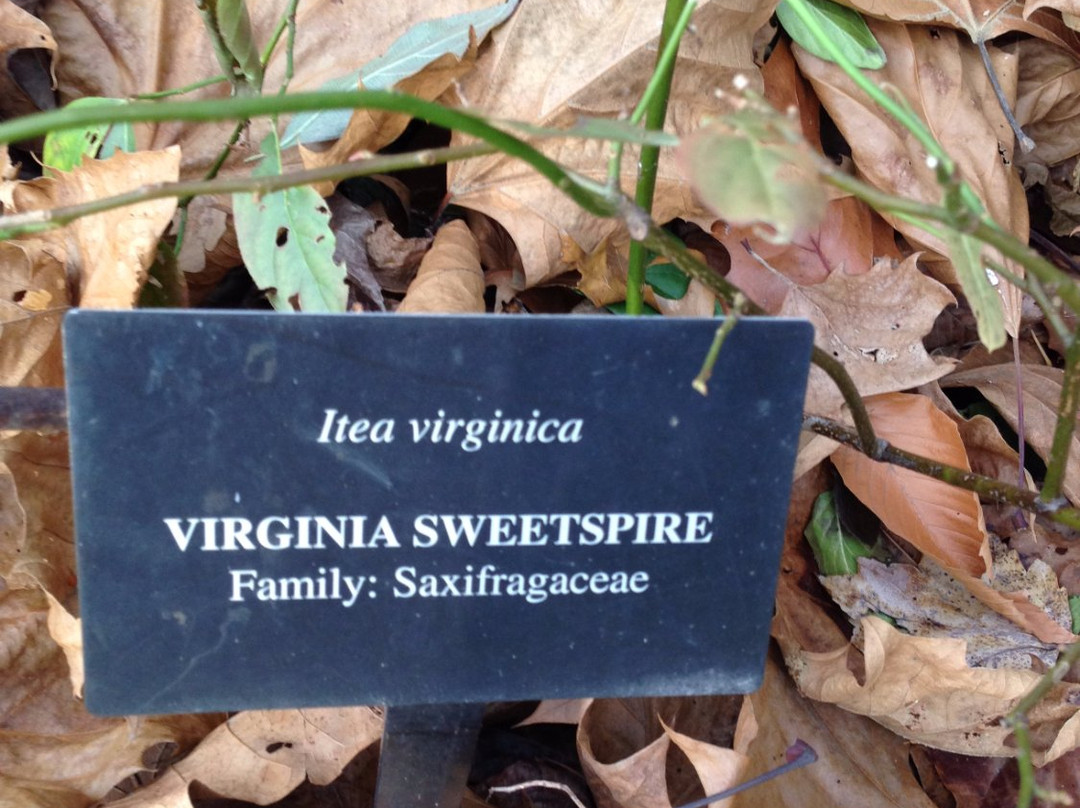 Itea virginica
VIRGINIA SWEETSPIRE
Family: Saxifragaceae